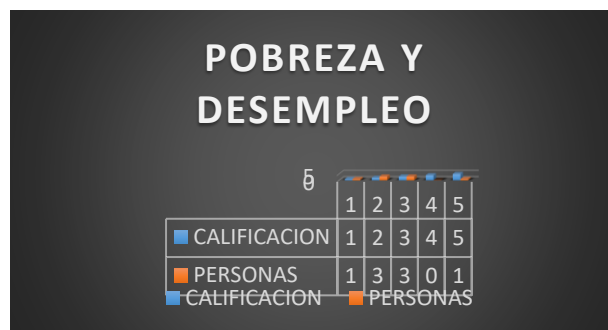 POBREZA Y
DESEMPLEO
5
0
1 2 3 4 5
CALIFICACION 1 2 3 4 5
PERSONAS 1 3 3 0 1
CALIFICACION PERSONAS